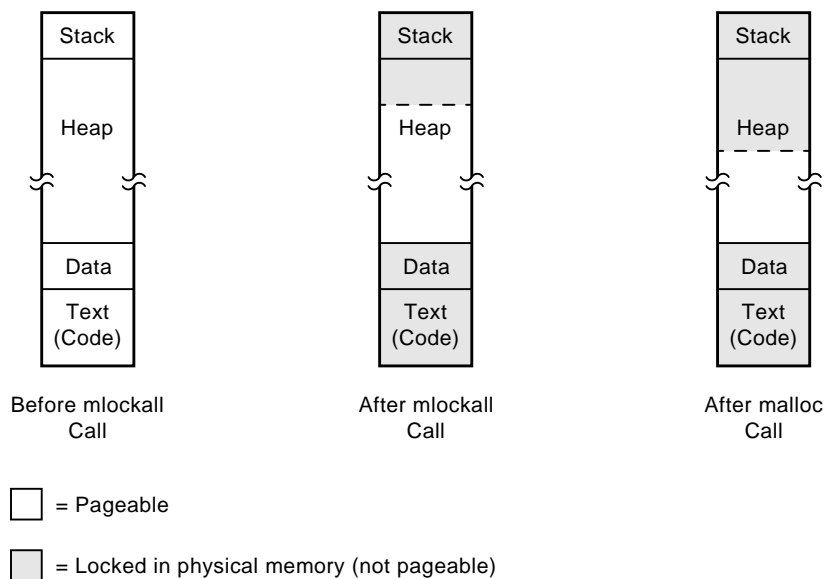 Stack
Heap
Data
Text
(Code)
Before mlockall
Call
Stack
Heap
Data
Text
(Code)
After mlockall
Call
Stack
Heap
Data
Text
(Code)
After malloc
Call
= Pageable
= Locked in physical memory (not pageable)